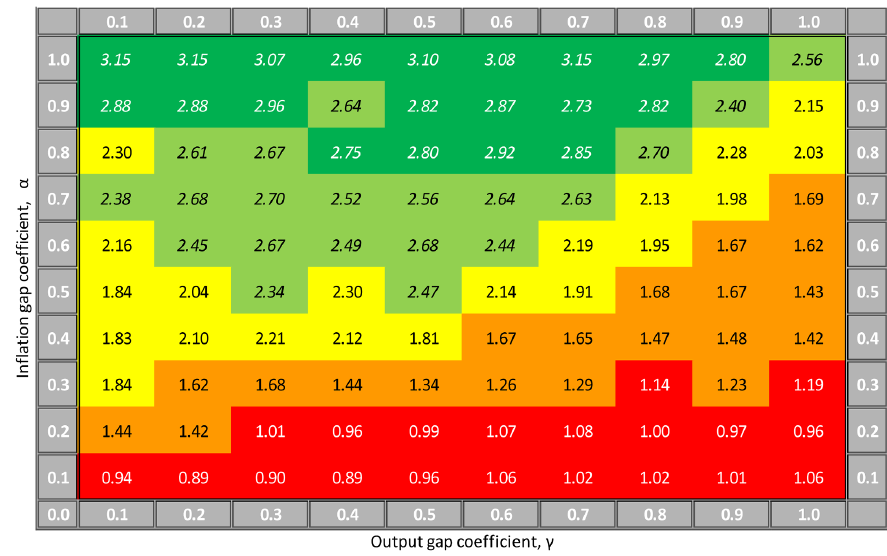 0.1 0.2 0.3 0.4 0.5 0.6 0.7 0.8 0.9 1.0
1.0 3.15 3.15 3.07 2.96 3.10 3.08 3.15 2.97 2.80 2.56 1.0
0.9 2.88 2.88 2.96 2.64 2.82 2.87 2.73 2.82 2.40 2.15 0.9
0.8 2.30 2.61 2.67 2.75 2.80 2.92 2.85 2.70 2.28 2.03 0.8
0.7 2.38 2.68 2.70 2.52 2.56 2.64 2.63 2.13 1.98 1.69 0.7
0.6 2.16 2.45 2.67 2.49 2.68 2.44 2.19 1.95 1.67 1.62 0.6
0.5 1.84 2.04 2.34 2.30 2.47 2.14 1.91 1.68 1.67 1.43 0.5
0.4 1.83 2.10 2.21 2.12 1.81 1.67 1.65 1.47 1.48 1.42 0.4
0.3 1.84 1.62 1.68 1.44 1.34 1.26 1.29 1.14 1.23 1.19 0.3
0.2 1.44 1.42 1.01 0.96 0.99 1.07 1.08 1.00 0.97 0.96 0.2
0.1 0.94 0.89 0.90 0.89 0.96 1.06 1.02 1.02 1.01 1.06 0.1
0.0 0.1 0.2 0.3 0.4 0.5 0.6 0.7 0.8 0.9 1.0
Inflation gap coefficient, α
Output gap coefficient, γ